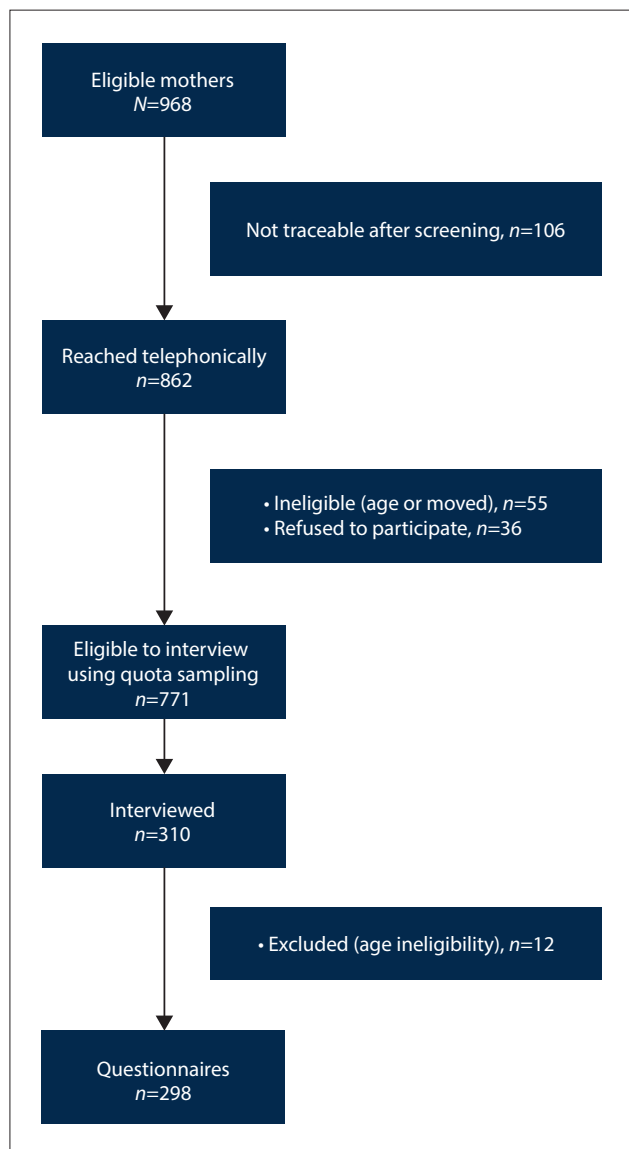 Eligible mothers
N=968
Not traceable after screening, n=106
Reached telephonically
n=862
• Ineligible (age or moved), n=55
• Refused to participate, n=36
Eligible to interview
using quota sampling
n=771
Interviewed
n=310
• Excluded (age ineligibility), n=12
Questionnaires
n=298